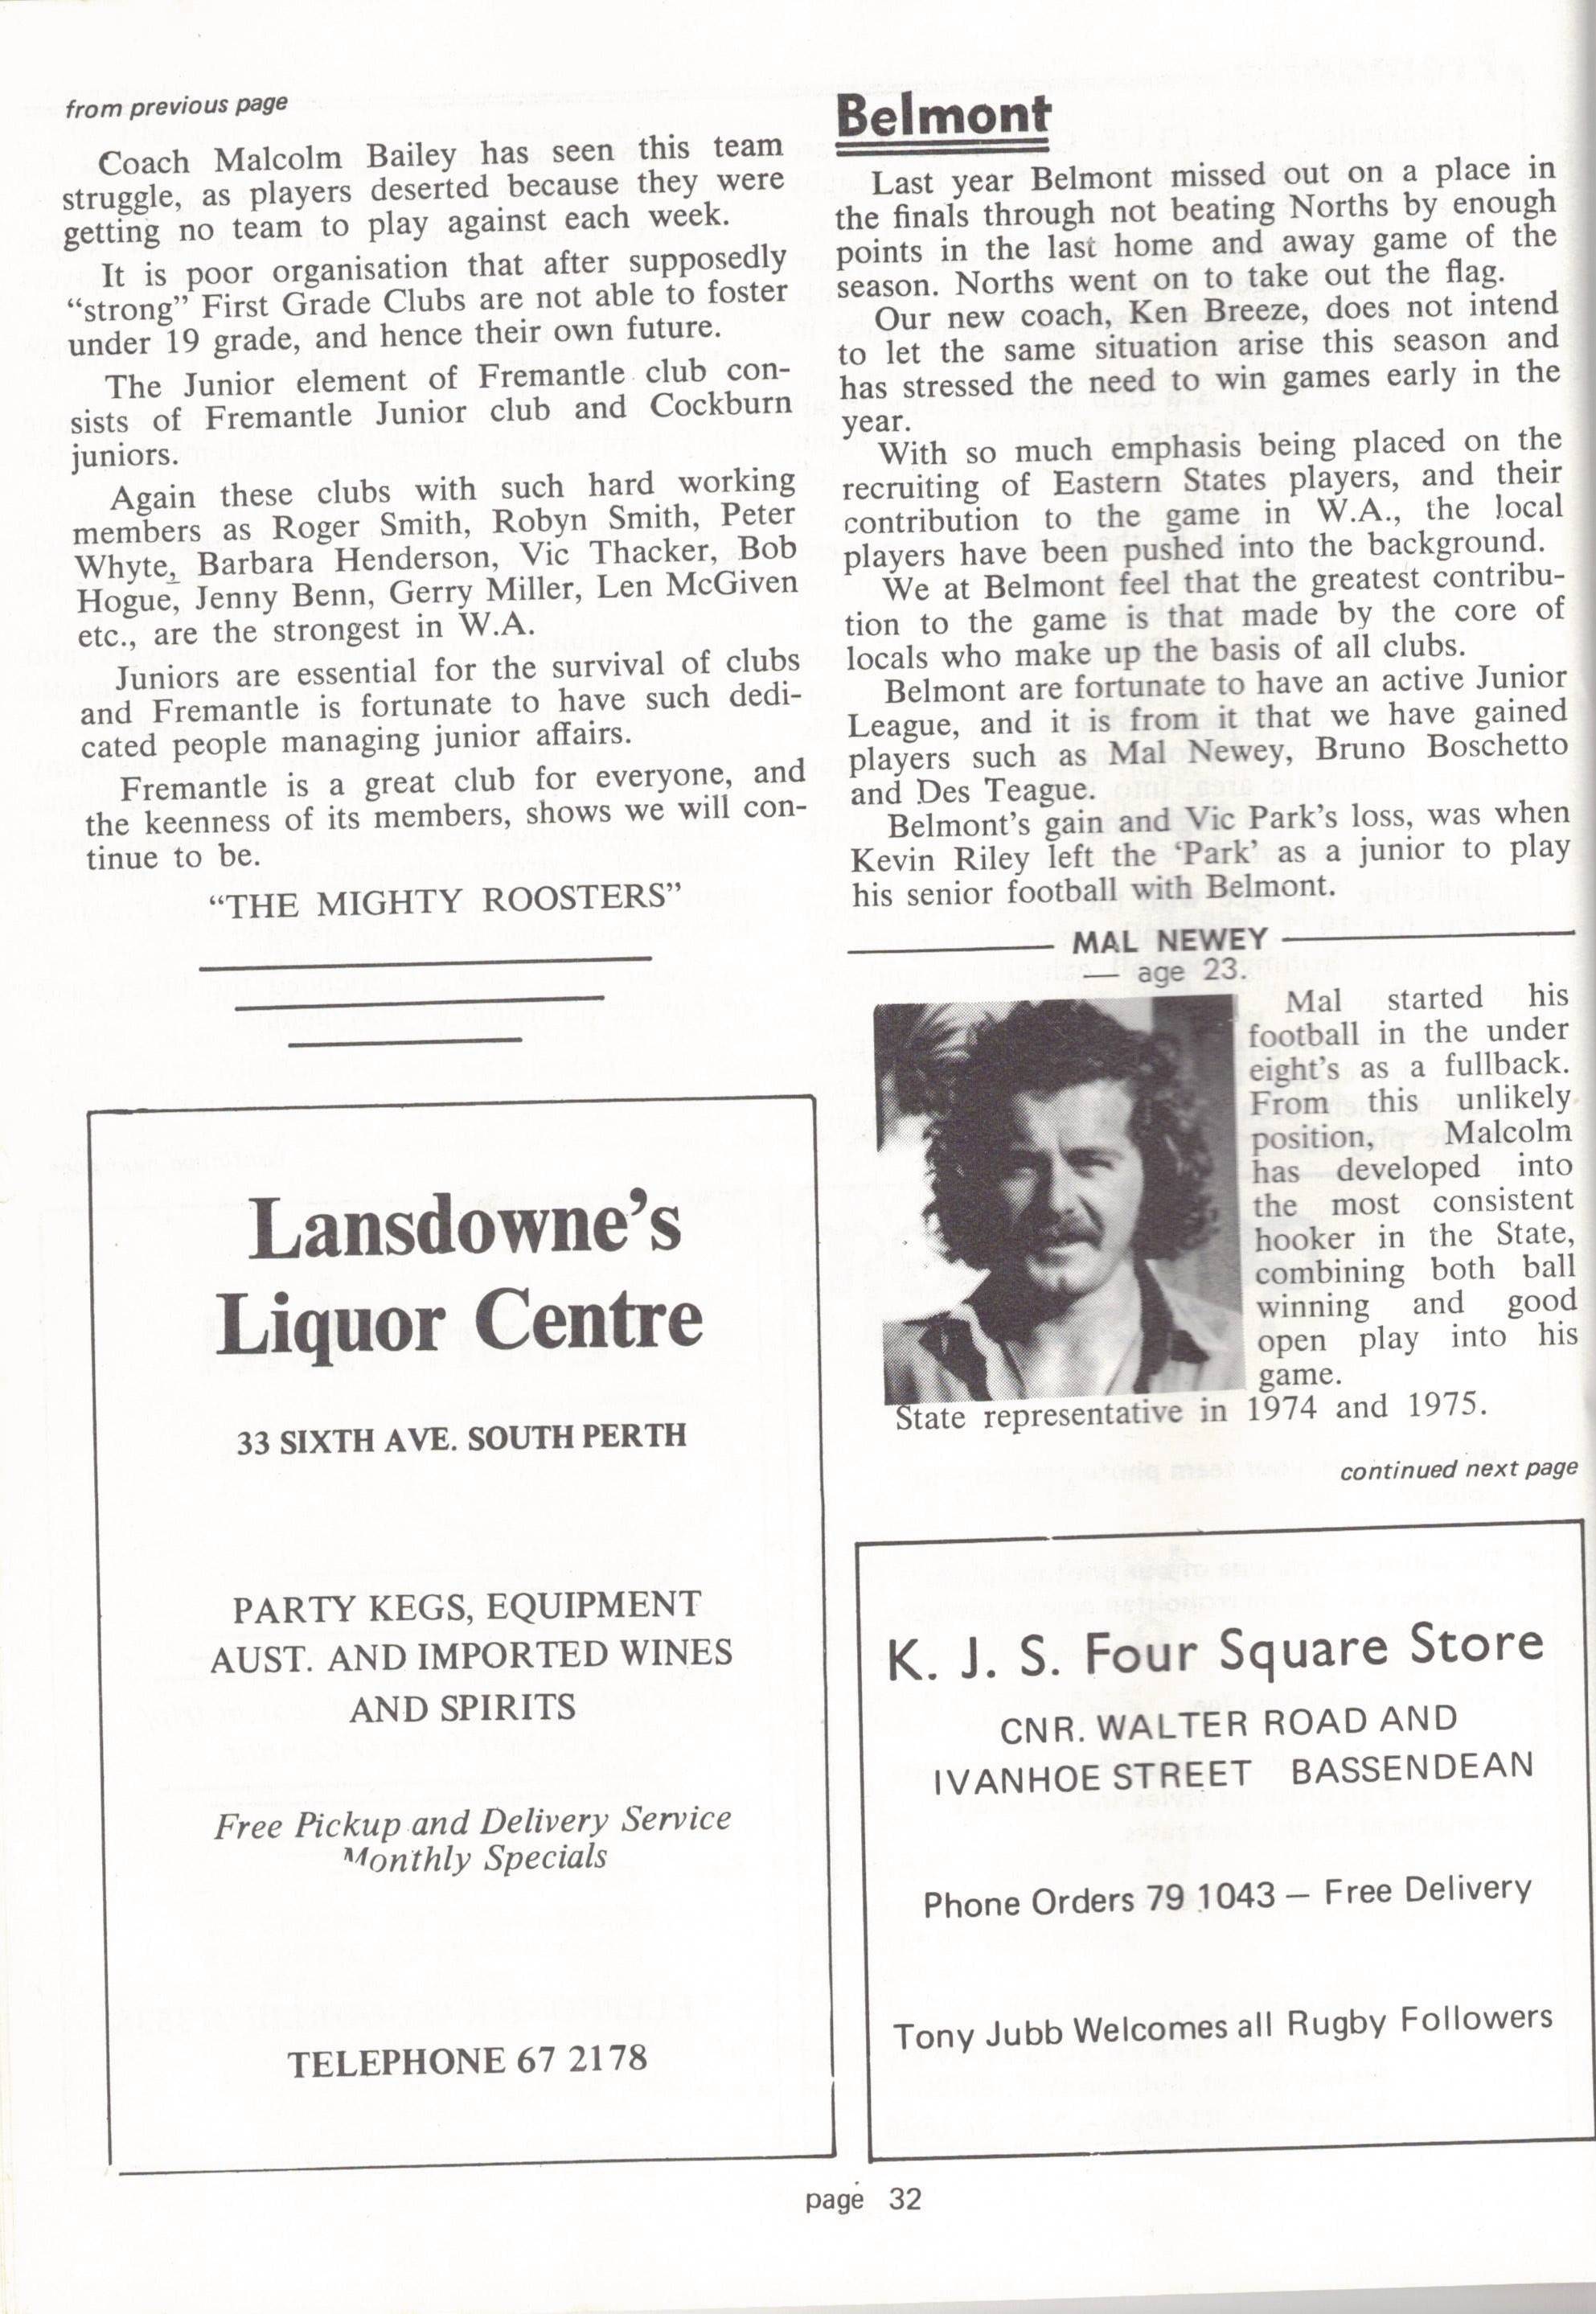 from previous page
Coach Malcolm Bailey has seen this team
struggle, as players deserted because they were
getting no team to play against each week.
It is poor organisation that after supposedly
“strong” First Grade Clubs are not able to foster
under 19 grade, and hence their own future.
The Junior element of Fremantle club con-
sists of Fremantle Junior club and Cockburn
juniors.
Again these clubs with such hard working
members as Roger Smith, Robyn Smith, Peter
Whyte, Barbara Henderson, Vic Thacker, Bob
Hogue, Jenny Benn, Gerry Miller, Len McGiven
etc., are the strongest in W.A.
Juniors are essential for the survival of clubs
and Fremantle is fortunate to have such dedi-
cated people managing junior affairs.
Fremantle is a great club for everyone, and
the keenness of its members, shows we will con-
tinue to be.
“THE MIGHTY ROOSTERS”
Lansdowne’s
Liquor Centre
33 SIXTH AVE. SOUTH PERTH
PARTY KEGS, EQUIPMENT
AUST. AND IMPORTED WINES
AND SPIRITS
Free Pickup and Delivery Service
Monthly Specials
TELEPHONE 67 2178
Belmont
Last year Belmont missed out on a place in
the finals through not beating Norths by enough
points in the last home and away game of the
season. Norths went on to take out the flag.
Our new coach, Ken Breeze, does not intend
to let the same situation arise this season and
has stressed the need to win games early in the
year.
With so much emphasis being placed on the
recruiting of Eastern States players, and their
contribution to the game in W.A., the local
players have been pushed into the background.
We at Belmont feel that the greatest contribu-
tion to the game is that made by the core of
locals who make up the basis of all clubs.
Belmont are fortunate to have an active Junior
League, and it is from it that we have gained
players such as Mal Newey, Bruno Boschetto
and Des Teague.
Belmont’s gain and Vic Park’s loss, was when
Kevin Riley left the ‘Park’ as a junior to play
his senior football with Belmont.
MAL NEWEY
— age 23.
Mal started his
football in the under
eight’s as a fullback.
From this unlikely
position, Malcolm
has developed into
the most consistent
hooker in the State,
combining both ball
winning and good
open play into his
game.
State representative in 1974 and 1975.
continued next page
K. J. S. Four Square Store
CNR. WALTER ROAD AND
IVANHOE STREET BASSENDEAN
Phone Orders 79 1043 – Free Delivery
Tony Jubb Welcomes all Rugby Followers
page 32